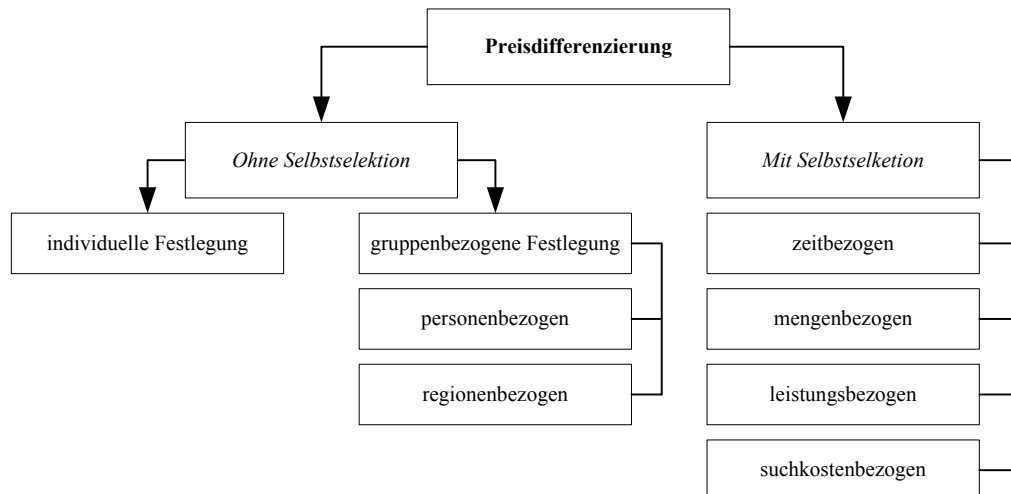 Preisdifferenzierung
Ohne Selbstselektion
Mit Selbstselketion
individuelle Festlegung
gruppenbezogene Festlegung
zeitbezogen
personenbezogen
mengenbezogen
regionenbezogen
leistungsbezogen
suchkostenbezogen